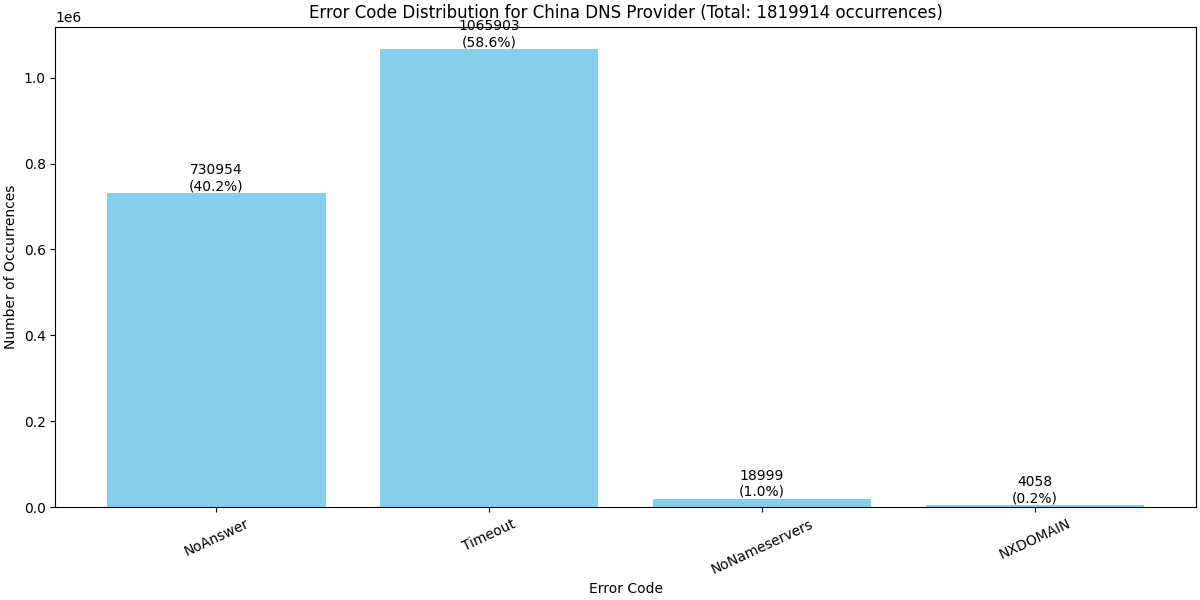 Error Code Distribution for China DNS Provider (Total: 1819914 occurrences)
1e6
1065903
(58.6%)
1.0
0.8
730954
(40.2%)
0.6
0.4
0.2
18999
(1.0%)
4058
(0.2%)
0.0
Number of Occurrences
NoAnswer
Timeout
NoNameservers
NXDOMAIN
Error Code